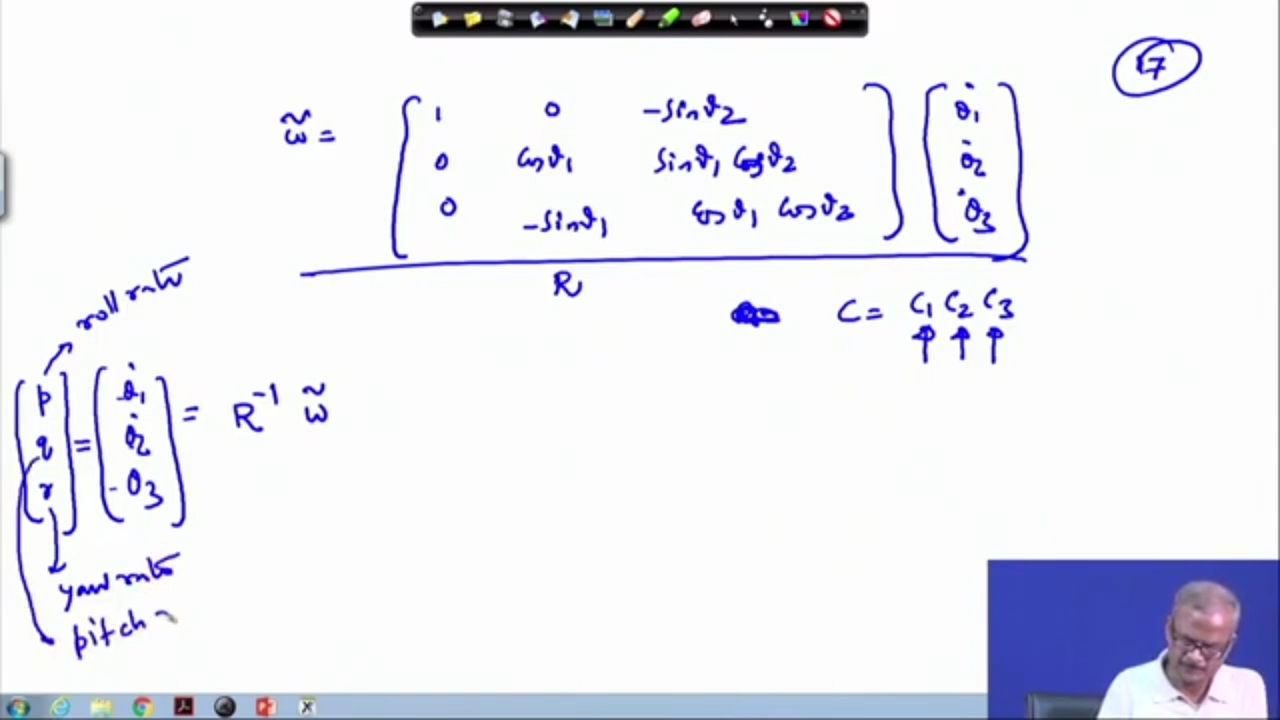 17
ω̃ =
[ 1 0 -sinθ2 ] [ θ̇1 ]
[ 0 cosθ1 sinθ1 cosθ2 ] [ θ̇2 ]
[ 0 -sinθ1 cosθ1 cosθ2 ] [ θ̇3 ]
R
C = C1 C2 C3
roll rate
[ p ] = [ θ̇1 ] = R⁻¹ ω̃
[ q ] [ θ̇2 ]
[ r ] [ θ̇3 ]
yaw rate
pitch